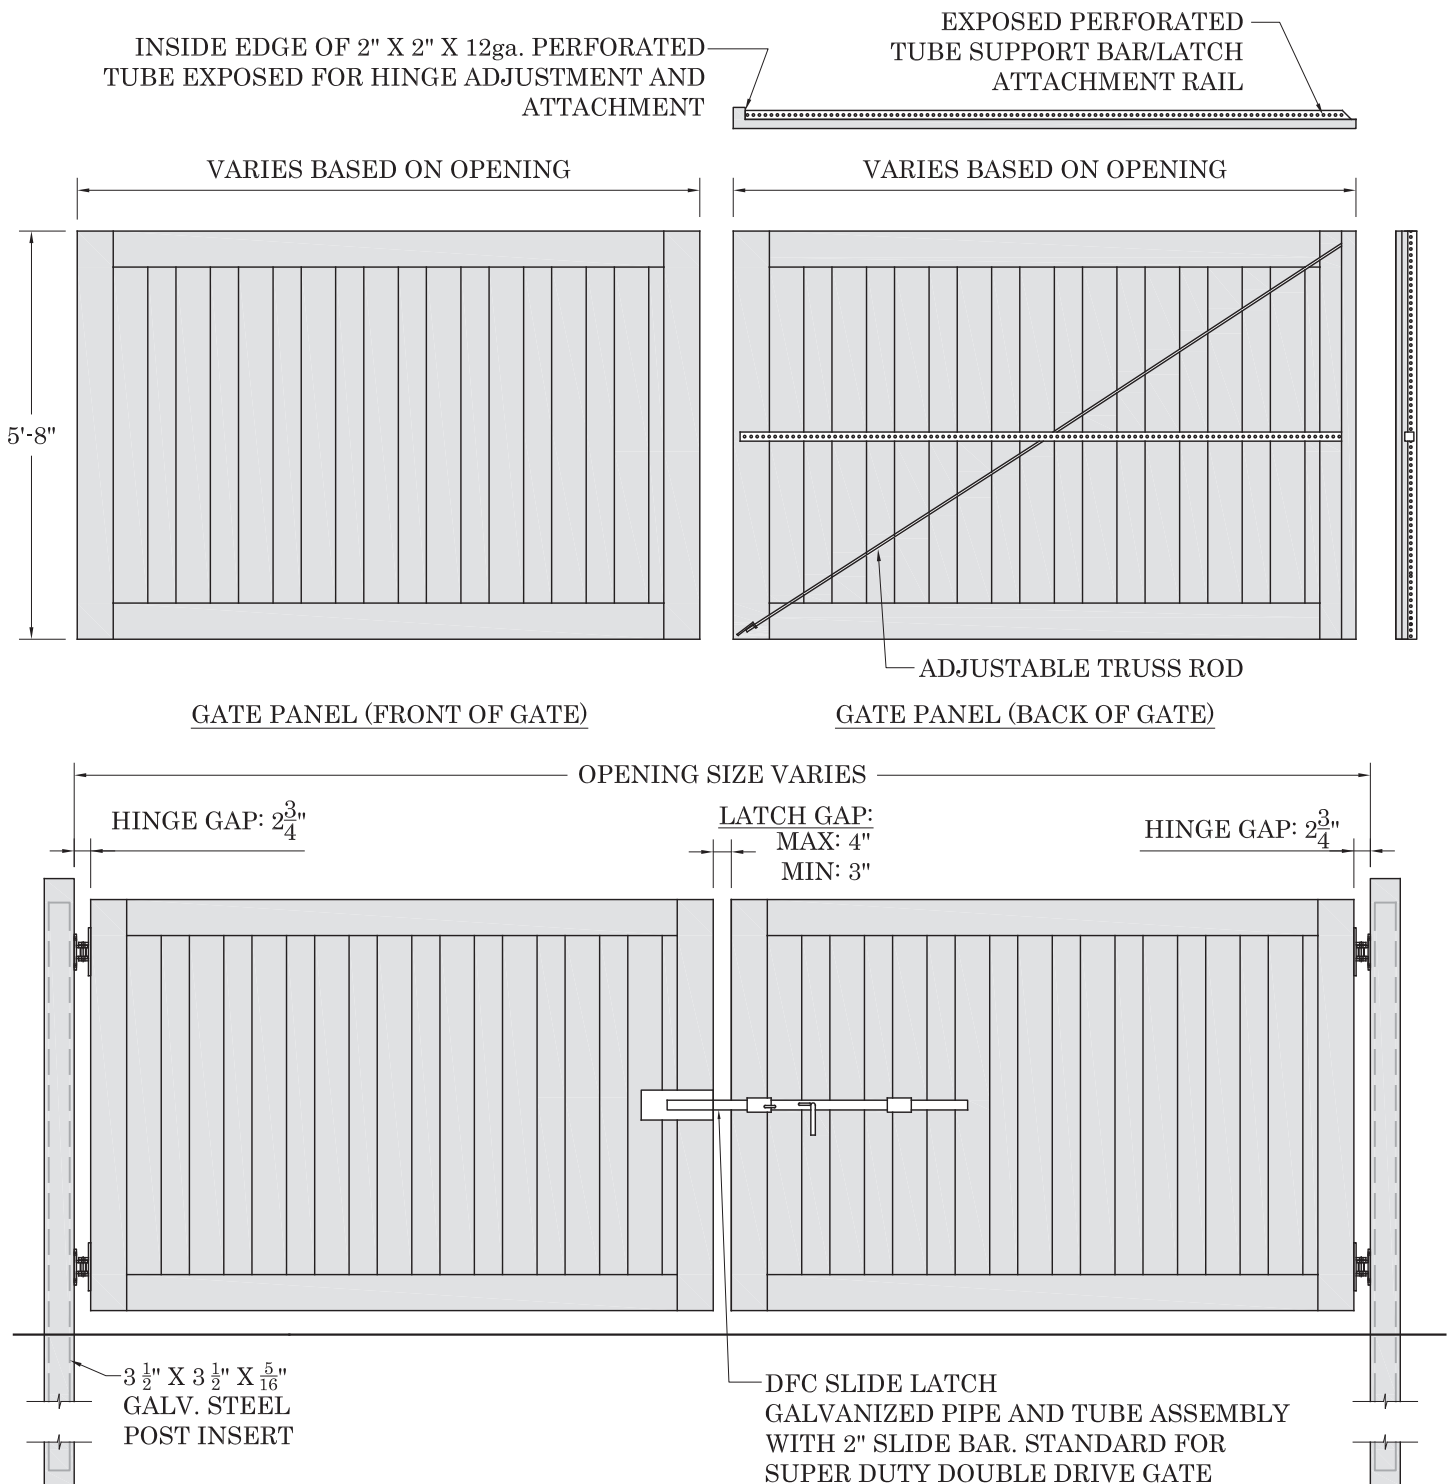 INSIDE EDGE OF 2" X 2" X 12ga. PERFORATED
TUBE EXPOSED FOR HINGE ADJUSTMENT AND
ATTACHMENT
EXPOSED PERFORATED
TUBE SUPPORT BAR/LATCH
ATTACHMENT RAIL
VARIES BASED ON OPENING
VARIES BASED ON OPENING
5'-8"
ADJUSTABLE TRUSS ROD
GATE PANEL (FRONT OF GATE)
GATE PANEL (BACK OF GATE)
OPENING SIZE VARIES
HINGE GAP: 2 3/4"
LATCH GAP:
MAX: 4"
MIN: 3"
HINGE GAP: 2 3/4"
3 1/2" X 3 1/2" X 5/16"
GALV. STEEL
POST INSERT
DFC SLIDE LATCH
GALVANIZED PIPE AND TUBE ASSEMBLY
WITH 2" SLIDE BAR. STANDARD FOR
SUPER DUTY DOUBLE DRIVE GATE